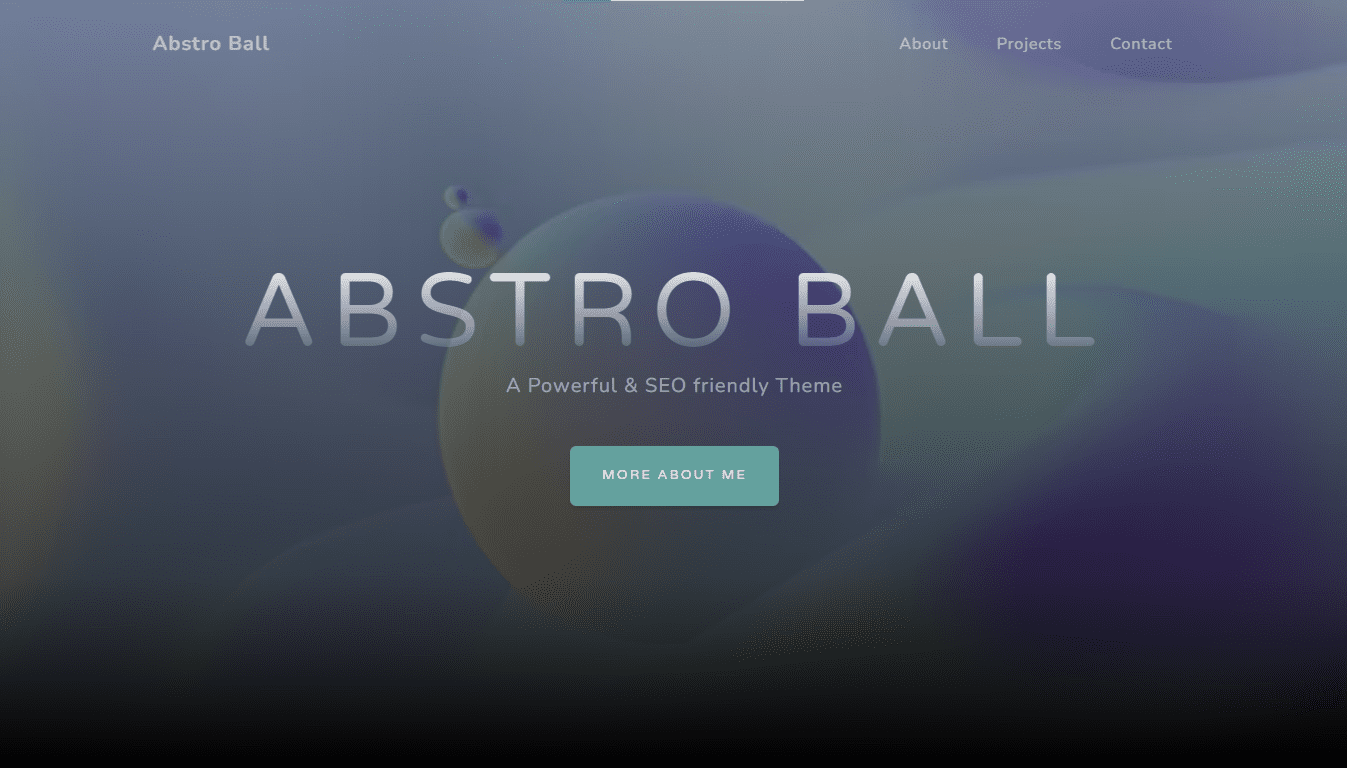 Abstro Ball
About Projects Contact
ABSTRO BALL
A Powerful & SEO friendly Theme
MORE ABOUT ME